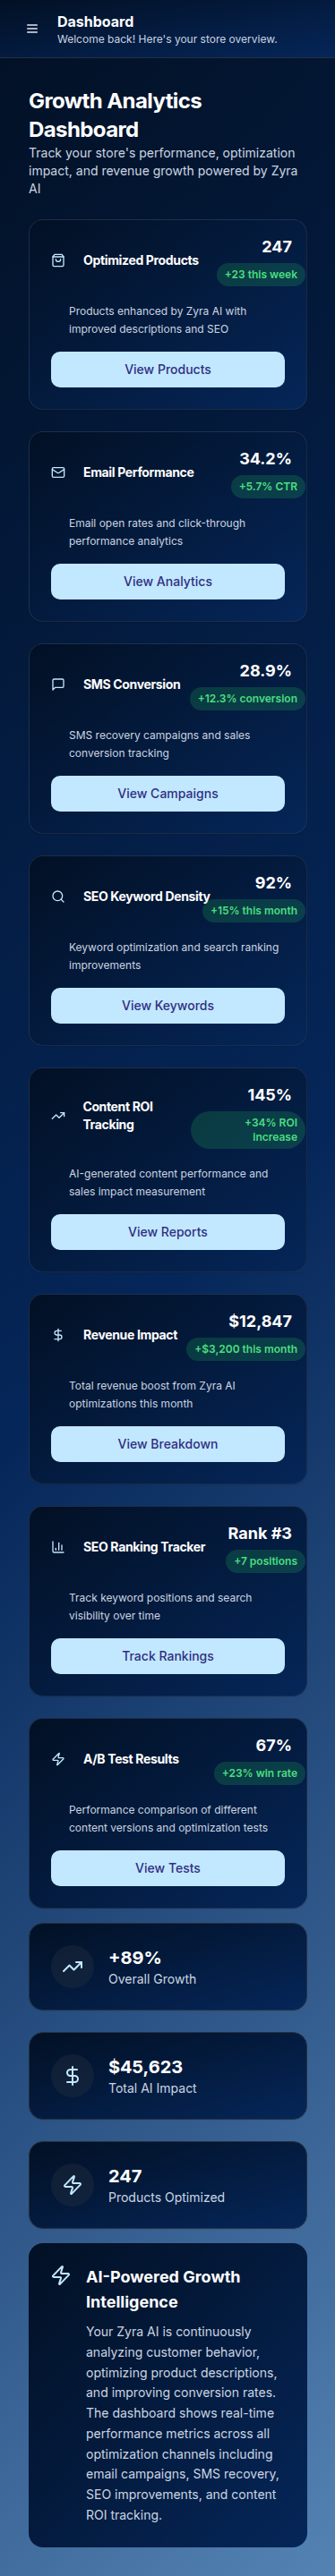 Dashboard
Welcome back! Here's your store overview.
Growth Analytics
Dashboard
Track your store's performance, optimization
impact, and revenue growth powered by Zyra
AI
247
Optimized Products
+23 this week
Products enhanced by Zyra AI with
improved descriptions and SEO
View Products
34.2%
Email Performance
+5.7% CTR
Email open rates and click-through
performance analytics
View Analytics
28.9%
SMS Conversion
+12.3% conversion
SMS recovery campaigns and sales
conversion tracking
View Campaigns
92%
SEO Keyword Density
+15% this month
Keyword optimization and search ranking
improvements
View Keywords
145%
Content ROI
Tracking
+34% ROI
increase
AI-generated content performance and
sales impact measurement
View Reports
$12,847
Revenue Impact
+$3,200 this month
Total revenue boost from Zyra AI
optimizations this month
View Breakdown
Rank #3
SEO Ranking Tracker
+7 positions
Track keyword positions and search
visibility over time
Track Rankings
67%
A/B Test Results
+23% win rate
Performance comparison of different
content versions and optimization tests
View Tests
+89%
Overall Growth
$45,623
Total AI Impact
247
Products Optimized
AI-Powered Growth
Intelligence
Your Zyra AI is continuously
analyzing customer behavior,
optimizing product descriptions,
and improving conversion rates.
The dashboard shows real-time
performance metrics across all
optimization channels including
email campaigns, SMS recovery,
SEO improvements, and content
ROI tracking.